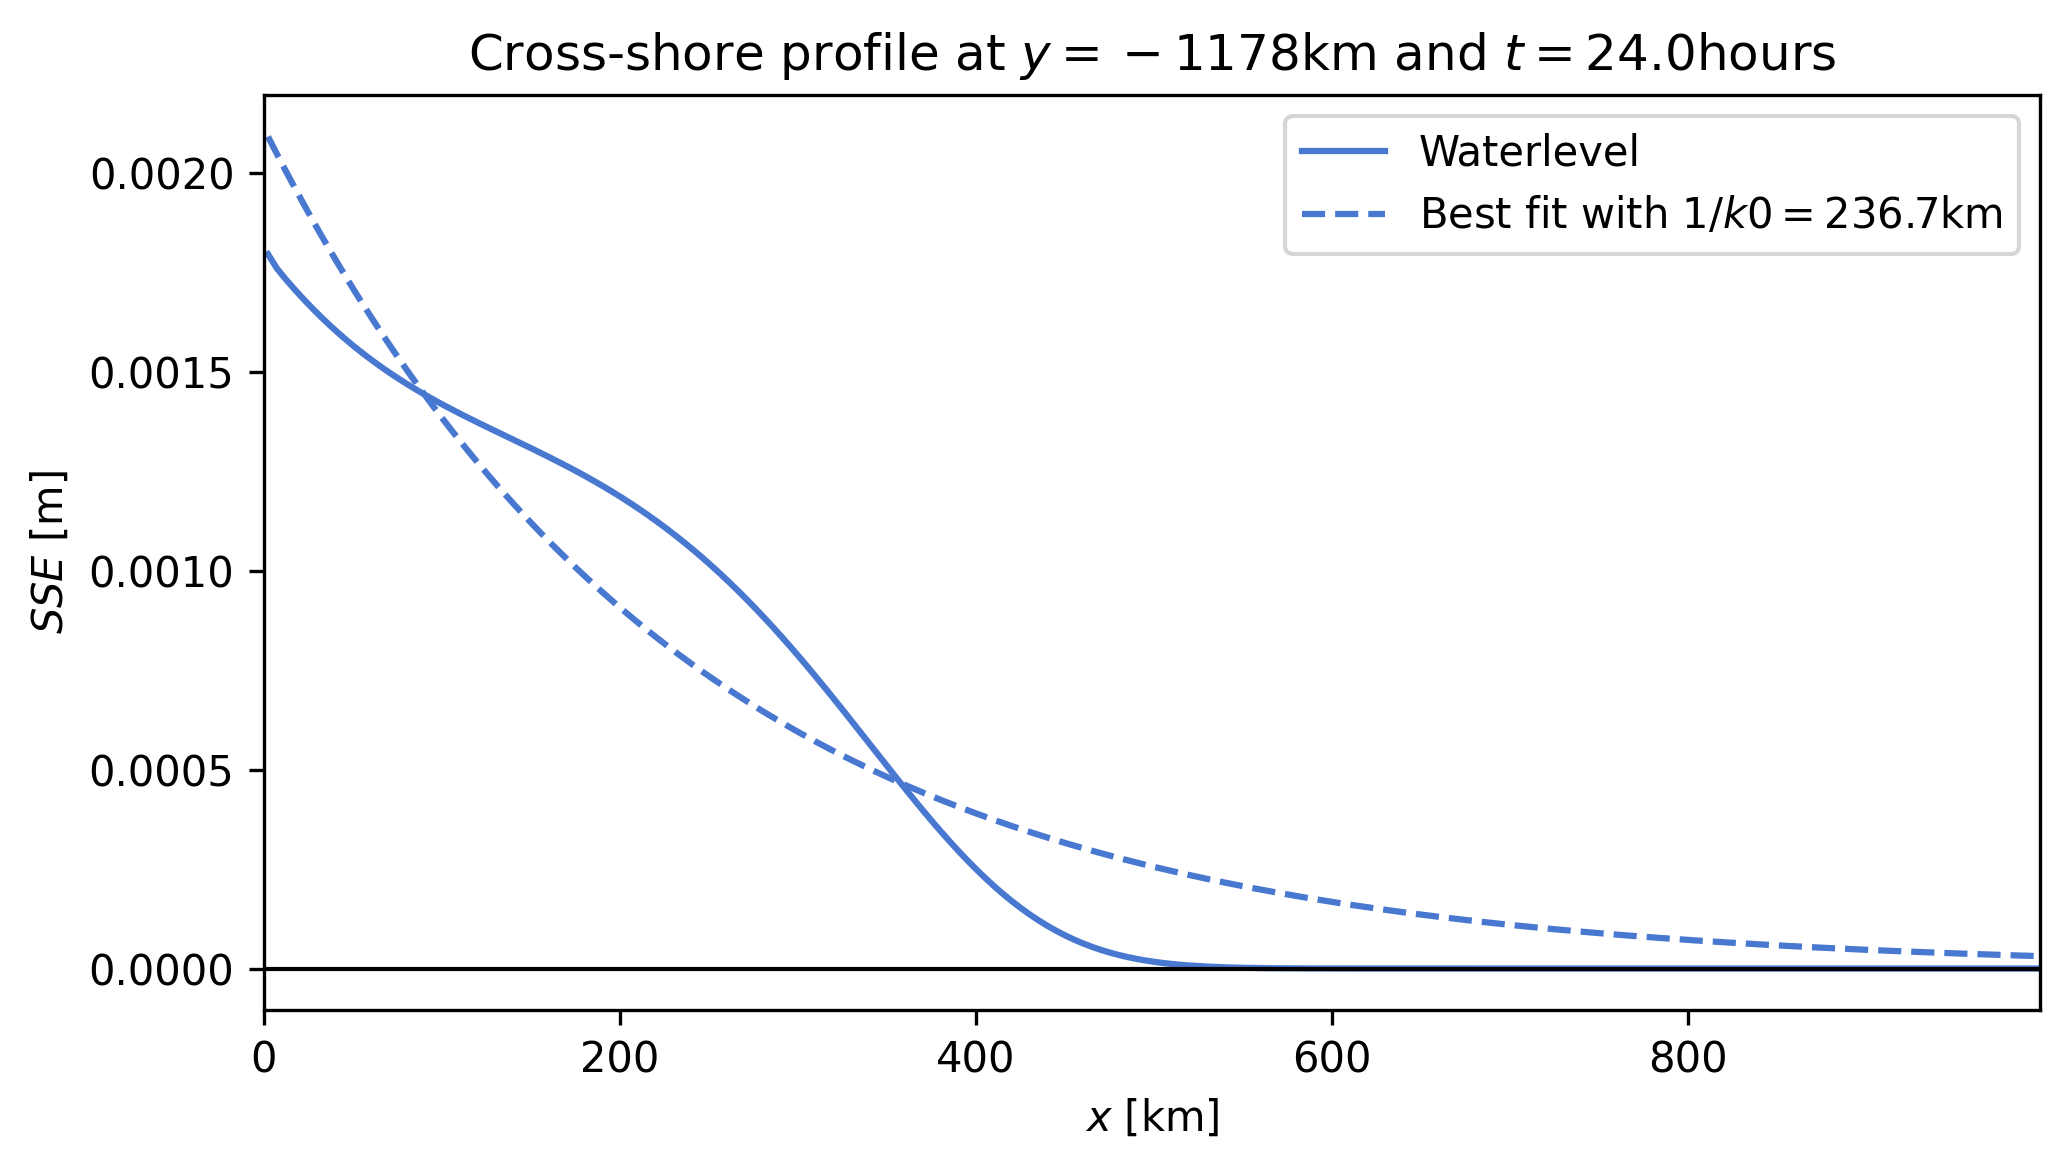 Cross-shore profile at y = −1178km and t = 24.0hours
Waterlevel
Best fit with 1/k0 = 236.7km
SSE [m]
0.0020
0.0015
0.0010
0.0005
0.0000
0 200 400 600 800
x [km]